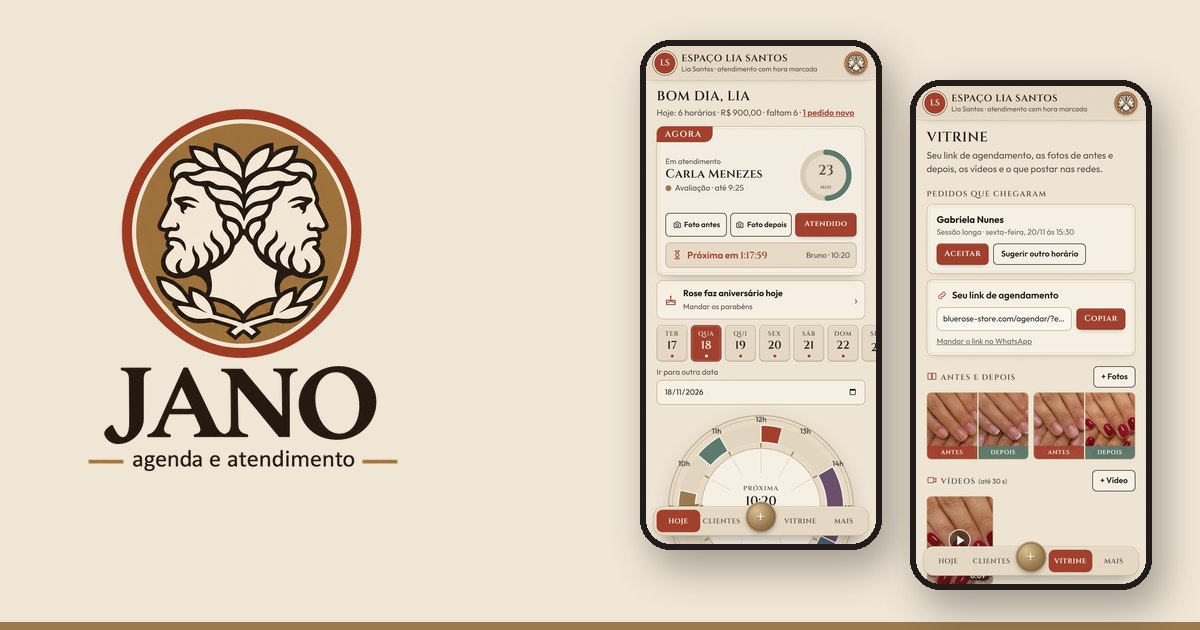 JANO
agenda e atendimento
LS
ESPAÇO LIA SANTOS
Lia Santos · atendimento com hora marcada
BOM DIA, LIA
Hoje: 6 horários · R$ 900,00 · faltam 6 · 1 pedido novo
AGORA
Em atendimento
CARLA MENEZES
Avaliação · até 9:25
23
MIN
Foto antes
Foto depois
ATENDIDO
Próxima em 1:17:59
Bruno · 10:20
Rose faz aniversário hoje
Mandar os parabéns
›
TER
17
QUA
18
QUI
19
SEX
20
SÁB
21
DOM
22
Ir para outra data
18/11/2026
10h
11h
12h
13h
14h
PRÓXIMA
10:20
HOJE
CLIENTES
+
VITRINE
MAIS
LS
ESPAÇO LIA SANTOS
Lia Santos · atendimento com hora marcada
VITRINE
Seu link de agendamento, as fotos de antes e
depois, os vídeos e o que postar nas redes.
PEDIDOS QUE CHEGARAM
Gabriela Nunes
Sessão longa · sexta-feira, 20/11 às 15:30
ACEITAR
Sugerir outro horário
Seu link de agendamento
bluerose-store.com/agendar/?e...
COPIAR
Mandar o link no WhatsApp
ANTES E DEPOIS
+ Fotos
ANTES
DEPOIS
ANTES
DEPOIS
VÍDEOS (até 30 s)
+ Vídeo
HOJE
CLIENTES
+
VITRINE
MAIS